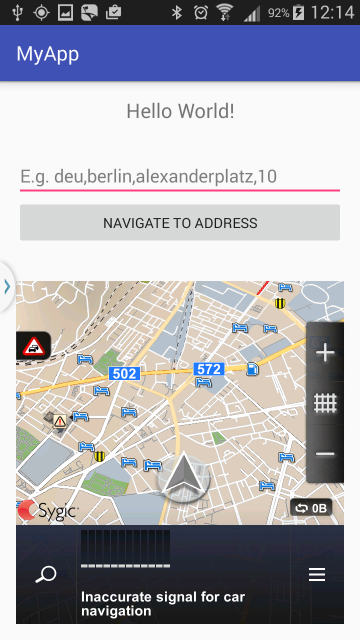 92% 12:14
MyApp
Hello World!
E.g. deu,berlin,alexanderplatz,10
NAVIGATE TO ADDRESS
502
572
Sygic
0B
Inaccurate signal for car
navigation